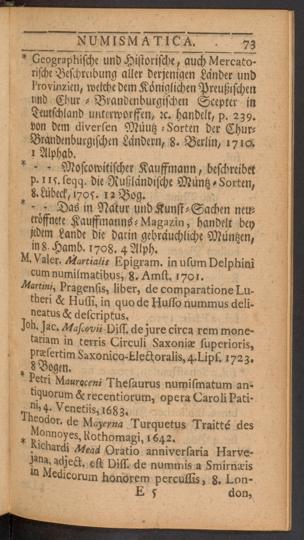 NUMISMATICA. 73
* Geographische und Historische, auch Mercato-
rische Beschreibung aller derjenigen Länder und
Provinzien, welche dem Königlichen Preußischen
und Chur-Brandenburgischen Scepter in
Teutschland unterworffen, ꝛc. handelt, p. 239.
von dem diversen Müntz-Sorten der Chur-
Brandenburgischen Ländern, 8. Berlin, 1710.
1 Alphab.
* - - Moscowitischer Kauffmann, beschreibet
p. 115. seqq. die Rußländische Müntz-Sorten,
8. Lübeck, 1705. 12 Bog.
* - - Das in Natur und Kunst-Sachen neu-
eröffnete Kauffmanns-Magazin, handelt bey
jedem Lande die darin gebräuchliche Müntzen,
in 8. Hamb. 1708. 4 Alph.
M. Valer. Martialis Epigram. in usum Delphini
cum numismatibus, 8. Amst. 1701.
Martini, Pragensis, liber, de comparatione Lu-
theri & Hussi, in quo de Husso nummus deli-
neatus & descriptus.
Joh. Jac. Mascovii Diss. de jure circa rem mone-
tariam in terris Circuli Saxoniæ superioris,
præsertim Saxonico-Electoralis, 4. Lips. 1723.
8 Bogen.
* Petri Mauroceni Thesaurus numismatum an-
tiquorum & recentiorum, opera Caroli Pati-
ni, 4. Venetiis, 1683.
Theodor. de Mayerna Turquetus Traitté des
Monnoyes, Rothomagi, 1642.
* Richardi Mead Oratio anniversaria Harve-
jana, adject. est Diss. de nummis a Smirnæis
in Medicorum honorem percussis, 8. Lon-
E 5 don,